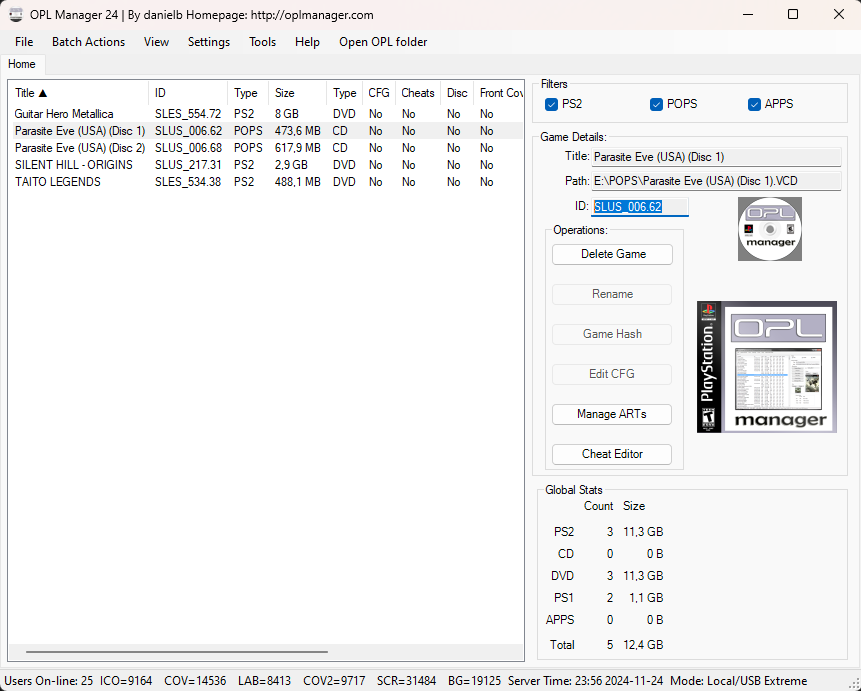 OPL Manager 24 | By danielb Homepage: http://oplmanager.com
File Batch Actions View Settings Tools Help Open OPL folder
Home
Title ▲ ID Type Size Type CFG Cheats Disc Front Cov
Guitar Hero Metallica SLES_554.72 PS2 8 GB DVD No No No No
Parasite Eve (USA) (Disc 1) SLUS_006.62 POPS 473,6 MB CD No No No No
Parasite Eve (USA) (Disc 2) SLUS_006.68 POPS 617,9 MB CD No No No No
SILENT HILL - ORIGINS SLUS_217.31 PS2 2,9 GB DVD No No No No
TAITO LEGENDS SLES_534.38 PS2 488,1 MB DVD No No No No
Filters
PS2 POPS APPS
Game Details:
Title: Parasite Eve (USA) (Disc 1)
Path: E:\POPS\Parasite Eve (USA) (Disc 1).VCD
ID: SLUS_006.62
OPL
manager
Operations:
Delete Game
Rename
Game Hash
Edit CFG
Manage ARTs
Cheat Editor
PlayStation.
OPL
manager
Global Stats
Count Size
PS2 3 11,3 GB
CD 0 0 B
DVD 3 11,3 GB
PS1 2 1,1 GB
APPS 0 0 B
Total 5 12,4 GB
Users On-line: 25 ICO=9164 COV=14536 LAB=8413 COV2=9717 SCR=31484 BG=19125 Server Time: 23:56 2024-11-24 Mode: Local/USB Extreme